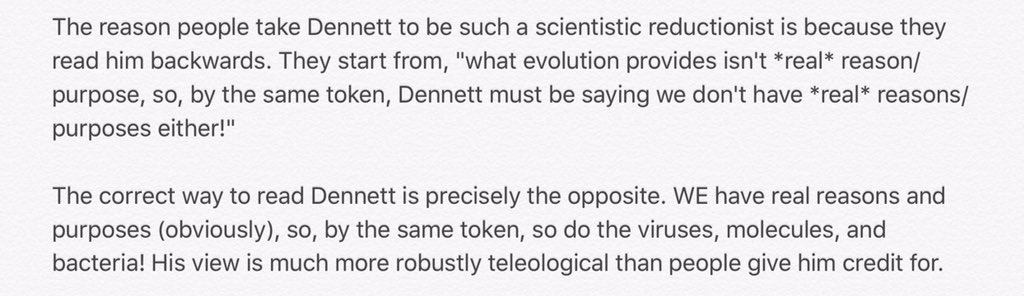 The reason people take Dennett to be such a scientistic reductionist is because they
read him backwards. They start from, "what evolution provides isn't *real* reason/
purpose, so, by the same token, Dennett must be saying we don't have *real* reasons/
purposes either!"
The correct way to read Dennett is precisely the opposite. WE have real reasons and
purposes (obviously), so, by the same token, so do the viruses, molecules, and
bacteria! His view is much more robustly teleological than people give him credit for.